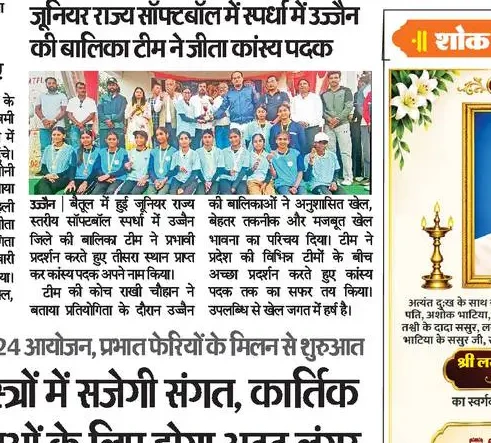 जूनियर राज्य सॉफ्टबॉल में स्पर्धा में उज्जैन
की बालिका टीम ने जीता कांस्य पदक
उज्जैन | बैतूल में हुई जूनियर राज्य
स्तरीय सॉफ्टबॉल स्पर्धा में उज्जैन
जिले की बालिका टीम ने प्रभावी
प्रदर्शन करते हुए तीसरा स्थान प्राप्त
कर कांस्य पदक अपने नाम किया।
टीम की कोच राखी चौहान ने
बताया प्रतियोगिता के दौरान उज्जैन
की बालिकाओं ने अनुशासित खेल,
बेहतर तकनीक और मजबूत खेल
भावना का परिचय दिया। टीम ने
प्रदेश की विभिन्न टीमों के बीच
अच्छा प्रदर्शन करते हुए कांस्य
पदक तक का सफर तय किया।
उपलब्धि से खेल जगत में हर्ष है।
24 आयोजन, प्रभात फेरियों के मिलन से शुरुआत
स्त्रों में सजेगी संगत, कार्तिक
के
में
॥ शोक
अत्यंत दुःख के साथ
पति, अशोक भाटिया,
तश्वी के दादा ससुर, ल
भाटिया के ससुर जी,
श्री ल
का स्वर्ग